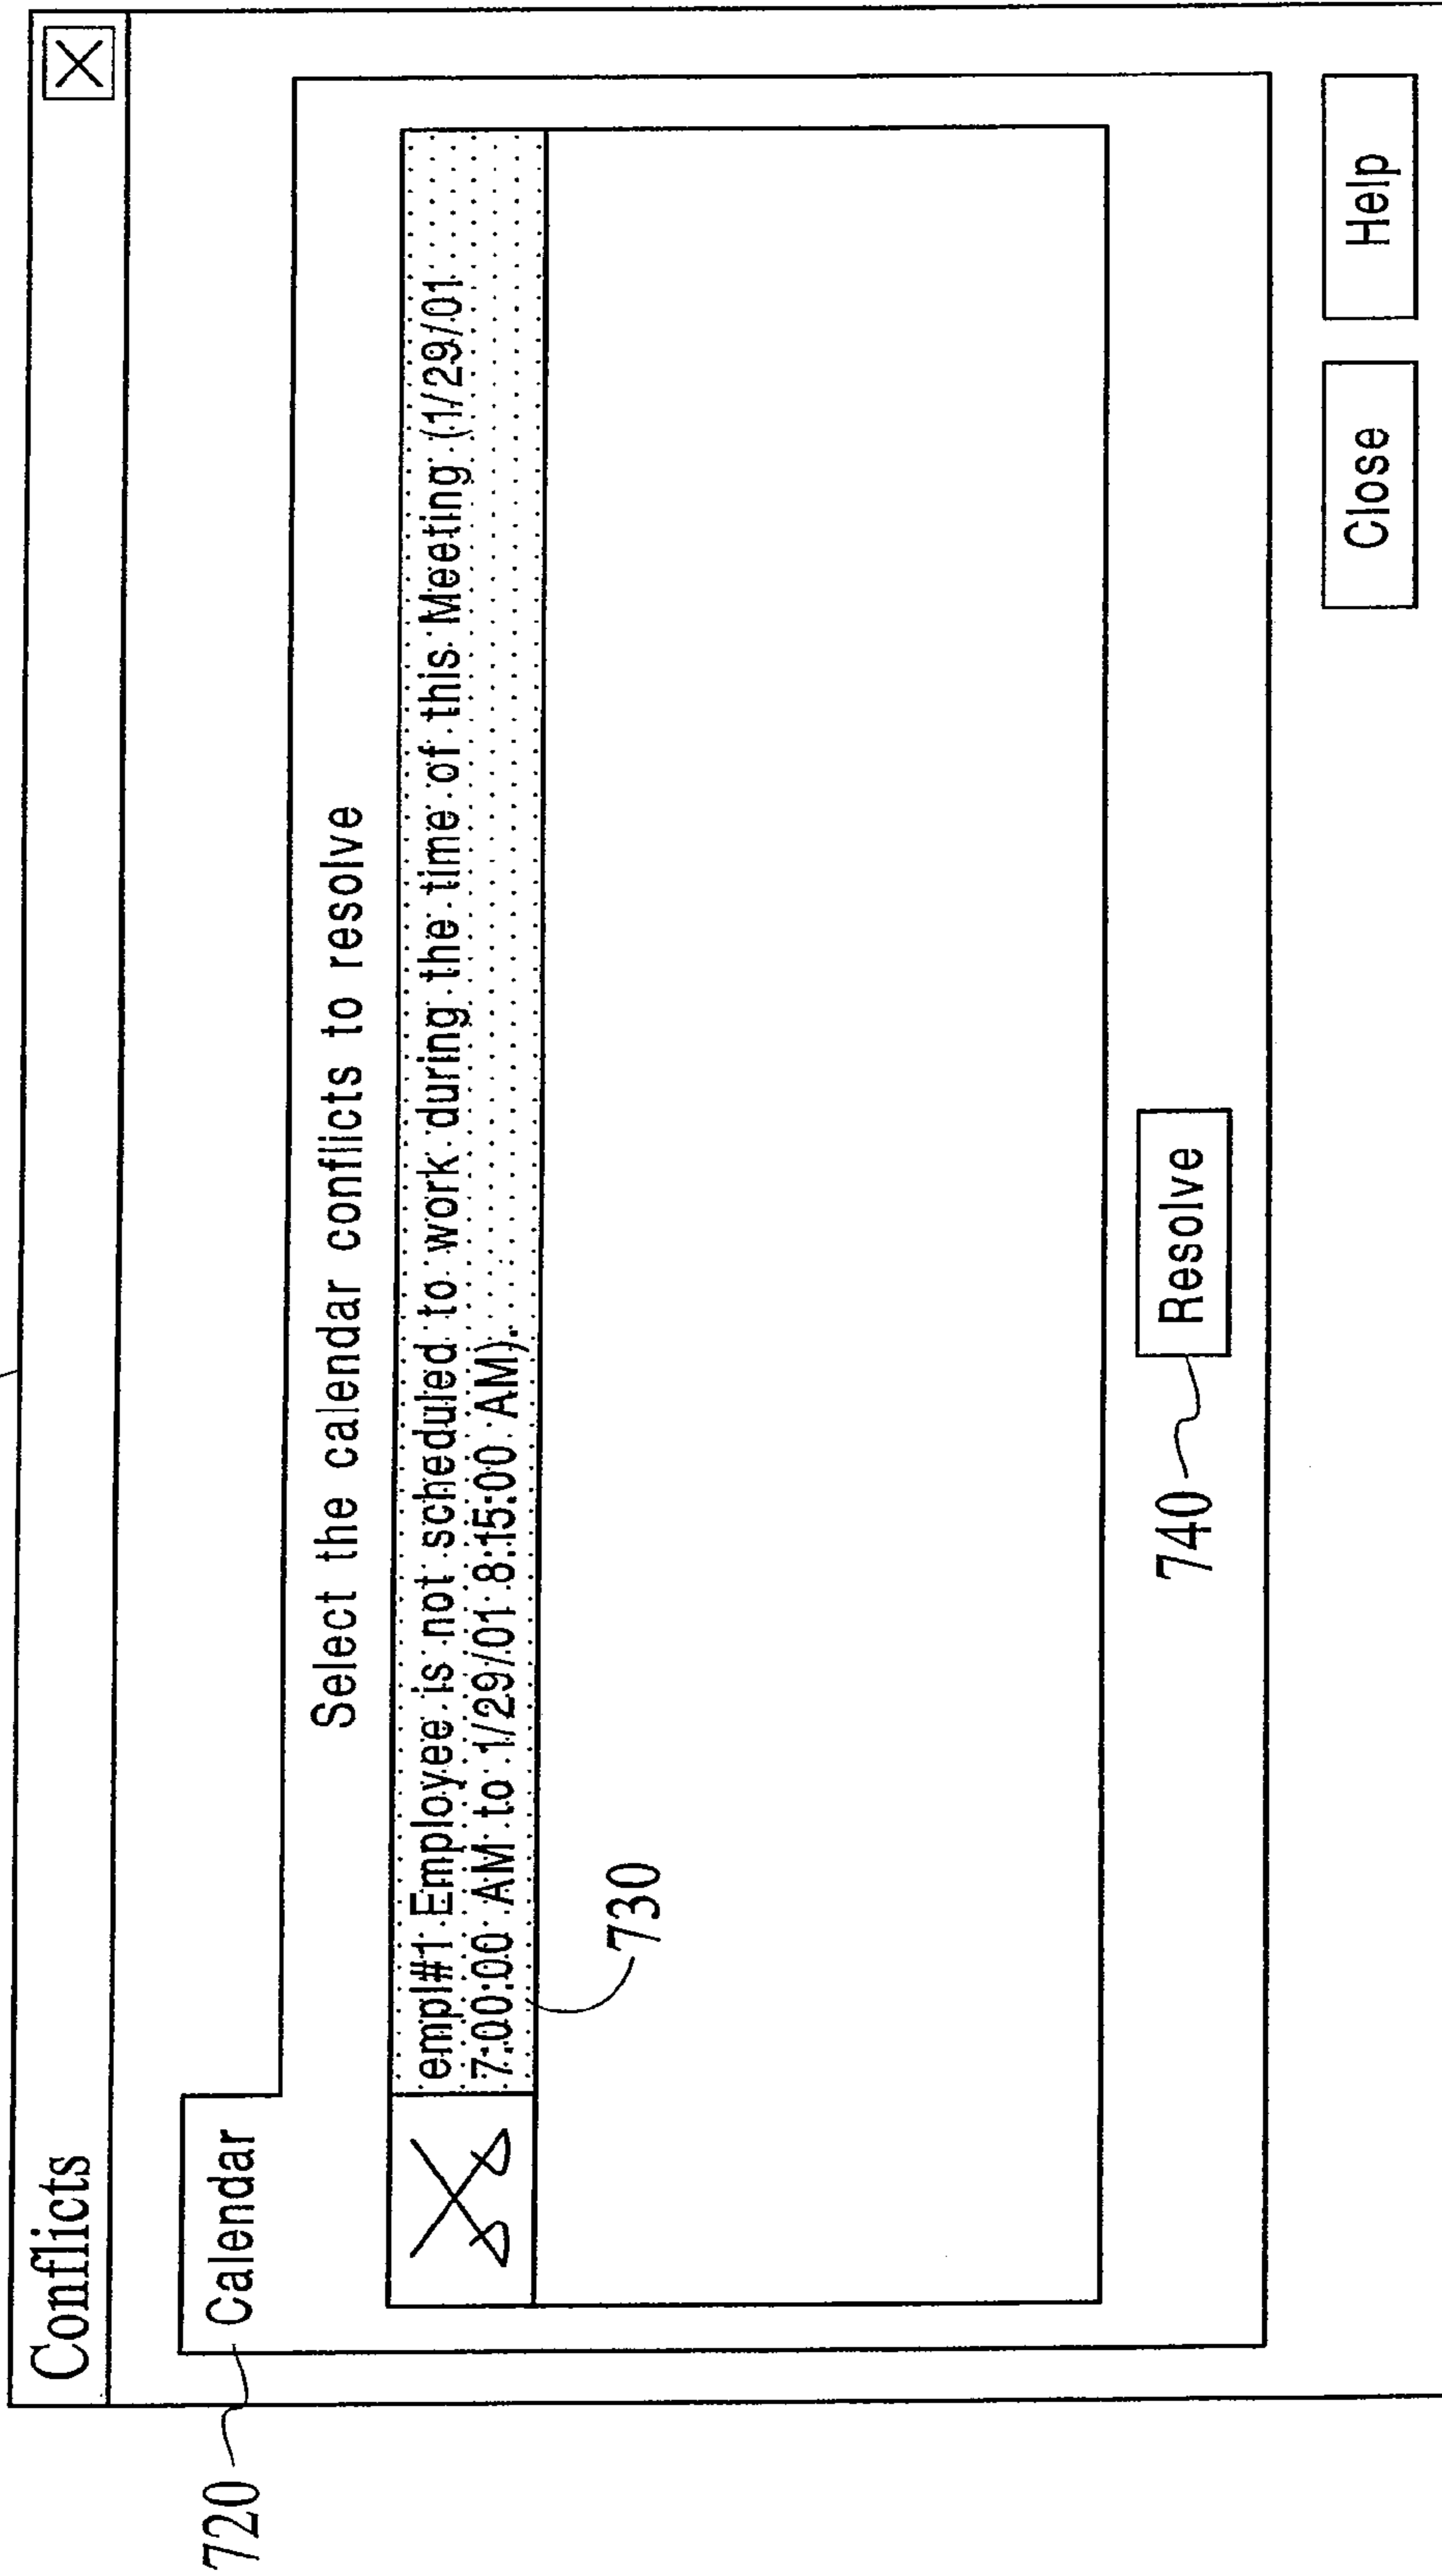 Conflicts
720
Calendar
Select the calendar conflicts to resolve
empl#1 Employee is not scheduled to work during the time of this Meeting (1/29/01
7:00:00 AM to 1/29/01 8:15:00 AM).
730
740
Resolve
Close
Help